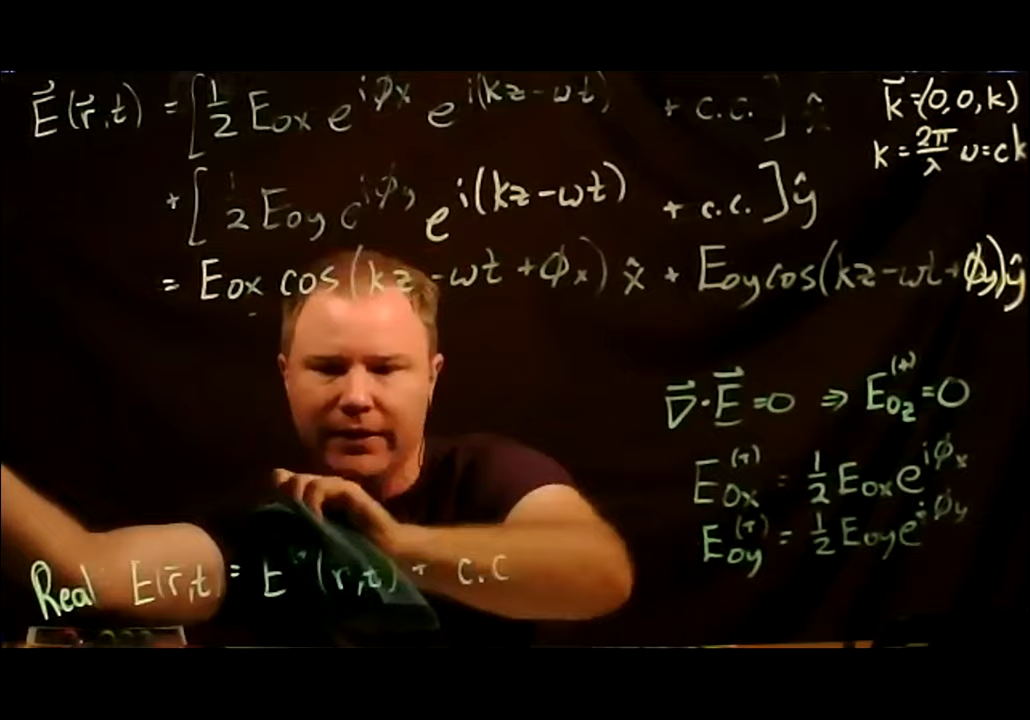 E⃗(r⃗,t) = [½ E₀ₓ e^{iϕx} e^{i(kz-ωt)} + c.c.] x̂
+ [½ E₀y e^{iϕy} e^{i(kz-ωt)} + c.c.] ŷ
= E₀ₓ cos(kz-ωt+ϕₓ) x̂ + E₀y cos(kz-ωt+ϕy) ŷ
k⃗=(0,0,k)
k = 2π/λ ω=ck
∇⃗·E⃗=0 ⇒ E₀z^{(+)}=0
E₀ₓ^{(+)} = ½ E₀ₓ e^{iϕx}
E₀y^{(+)} = ½ E₀y e^{iϕy}
Real E(r⃗,t) = E (r,t) + c.c